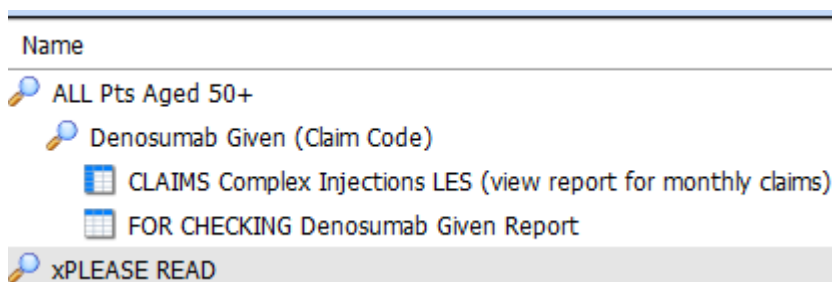 Name
ALL Pts Aged 50+
Denosumab Given (Claim Code)
CLAIMS Complex Injections LES (view report for monthly claims)
FOR CHECKING Denosumab Given Report
xPLEASE READ